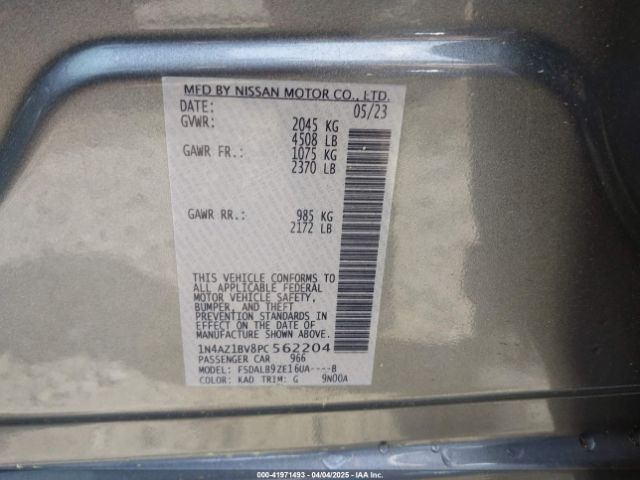 MFD BY NISSAN MOTOR CO., LTD.
DATE: 05/23
GVWR: 2045 KG
4508 LB
GAWR FR.: 1075 KG
2370 LB
GAWR RR.: 985 KG
2172 LB
THIS VEHICLE CONFORMS TO
ALL APPLICABLE FEDERAL
MOTOR VEHICLE SAFETY,
BUMPER, AND THEFT
PREVENTION STANDARDS IN
EFFECT ON THE DATE OF
MANUFACTURE SHOWN ABOVE.
1N4AZ1BV8PC562204
PASSENGER CAR 966
MODEL: FSDALB9ZE16UA----B
COLOR: KAD TRIM: G 9N00A
000-41971493 - 04/04/2025 - IAA Inc.